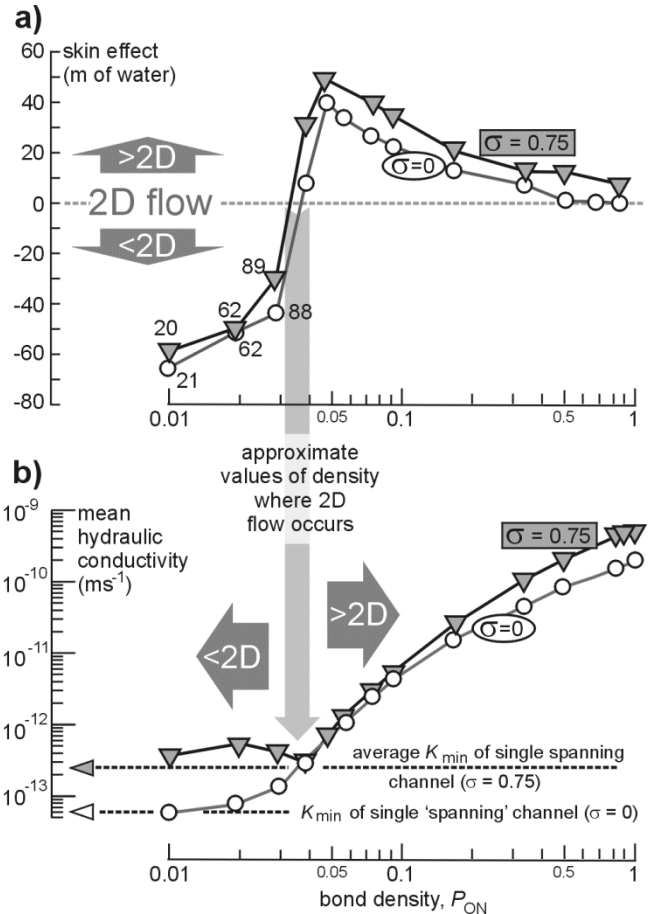 a)
skin effect
(m of water)
60
40
20
0
-20
-40
-60
-80
>2D
2D flow
<2D
σ = 0.75
σ=0
89
20
62
88
62
21
0.01
0.05
0.1
0.5
1
approximate
values of density
where 2D
flow occurs
b)
mean
hydraulic
conductivity
(ms-1)
10-9
10-10
10-11
10-12
10-13
σ = 0.75
>2D
<2D
σ=0
average Kmin of single spanning
channel (σ = 0.75)
Kmin of single ‘spanning’ channel (σ = 0)
0.01
0.05
0.1
0.5
1
bond density, PON